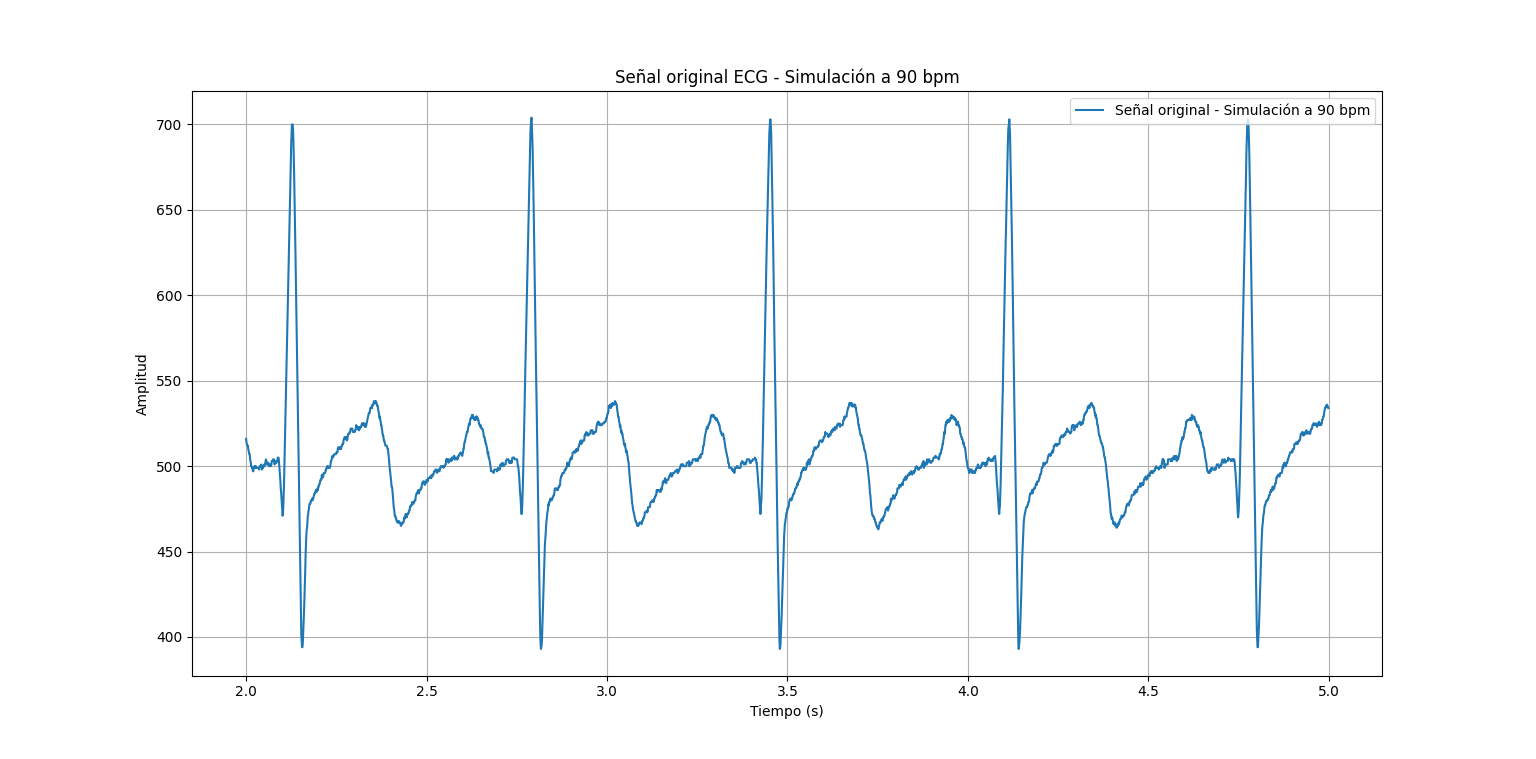 Señal original ECG - Simulación a 90 bpm
Señal original - Simulación a 90 bpm
Amplitud
700
650
600
550
500
450
400
2.0 2.5 3.0 3.5 4.0 4.5 5.0
Tiempo (s)